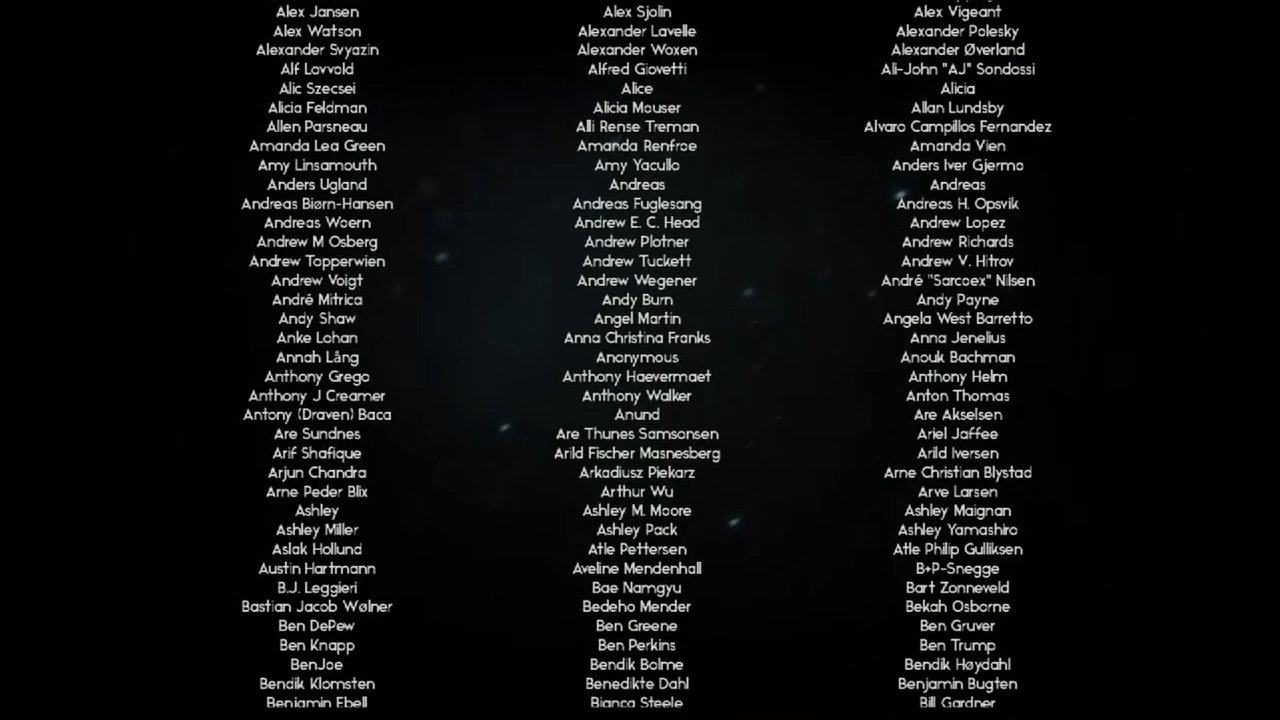 Alex Jansen Alex Sjolin Alex Vigeant
Alex Watson Alexander Lavelle Alexander Polesky
Alexander Svyazin Alexander Woxen Alexander Øverland
Alf Lovvold Alfred Giovetti Ali-John "AJ" Sondossi
Alic Szecsei Alice Alicia
Alicia Feldman Alicia Mouser Allan Lundsby
Allen Parsneau Alli Rense Treman Alvaro Campillos Fernandez
Amanda Lea Green Amanda Renfroe Amanda Vien
Amy Linsamouth Amy Yacullo Anders Iver Gjermo
Anders Ugland Andreas Andreas
Andreas Biørn-Hansen Andreas Fuglesang Andreas H. Opsvik
Andreas Woern Andrew E. C. Head Andrew Lopez
Andrew M Osberg Andrew Plotner Andrew Richards
Andrew Topperwien Andrew Tuckett Andrew V. Hitrov
Andrew Voigt Andrew Wegener André "Sarcoex" Nilsen
André Mitrica Andy Burn Andy Payne
Andy Shaw Angel Martin Angela West Barretto
Anke Lohan Anna Christina Franks Anna Jenelius
Annah Lång Anonymous Anouk Bachman
Anthony Grego Anthony Haevermaet Anthony Helm
Anthony J Creamer Anthony Walker Anton Thomas
Antony (Draven) Baca Anund Are Akselsen
Are Sundnes Are Thunes Samsonsen Ariel Jaffee
Arif Shafique Arild Fischer Masnesberg Arild Iversen
Arjun Chandra Arkadiusz Piekarz Arne Christian Blystad
Arne Peder Blix Arthur Wu Arve Larsen
Ashley Ashley M. Moore Ashley Maignan
Ashley Miller Ashley Pack Ashley Yamashiro
Aslak Hollund Atle Pettersen Atle Philip Gulliksen
Austin Hartmann Aveline Mendenhall B+P-Snegge
B.J. Leggieri Bae Namgyu Bart Zonneveld
Bastian Jacob Wølner Bedeho Mender Bekah Osborne
Ben DePew Ben Greene Ben Gruver
Ben Knapp Ben Perkins Ben Trump
BenJoe Bendik Bolme Bendik Høydahl
Bendik Klomsten Benedikte Dahl Benjamin Bugten
Benjamin Ebell Bianca Steele Bill Gardner